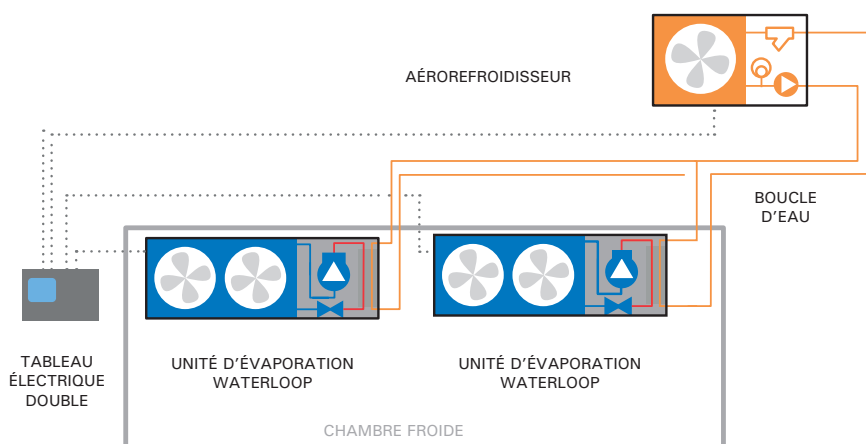 AÉROREFROIDISSEUR
BOUCLE
D'EAU
TABLEAU
ÉLECTRIQUE
DOUBLE
UNITÉ D'ÉVAPORATION
WATERLOOP
UNITÉ D'ÉVAPORATION
WATERLOOP
CHAMBRE FROIDE